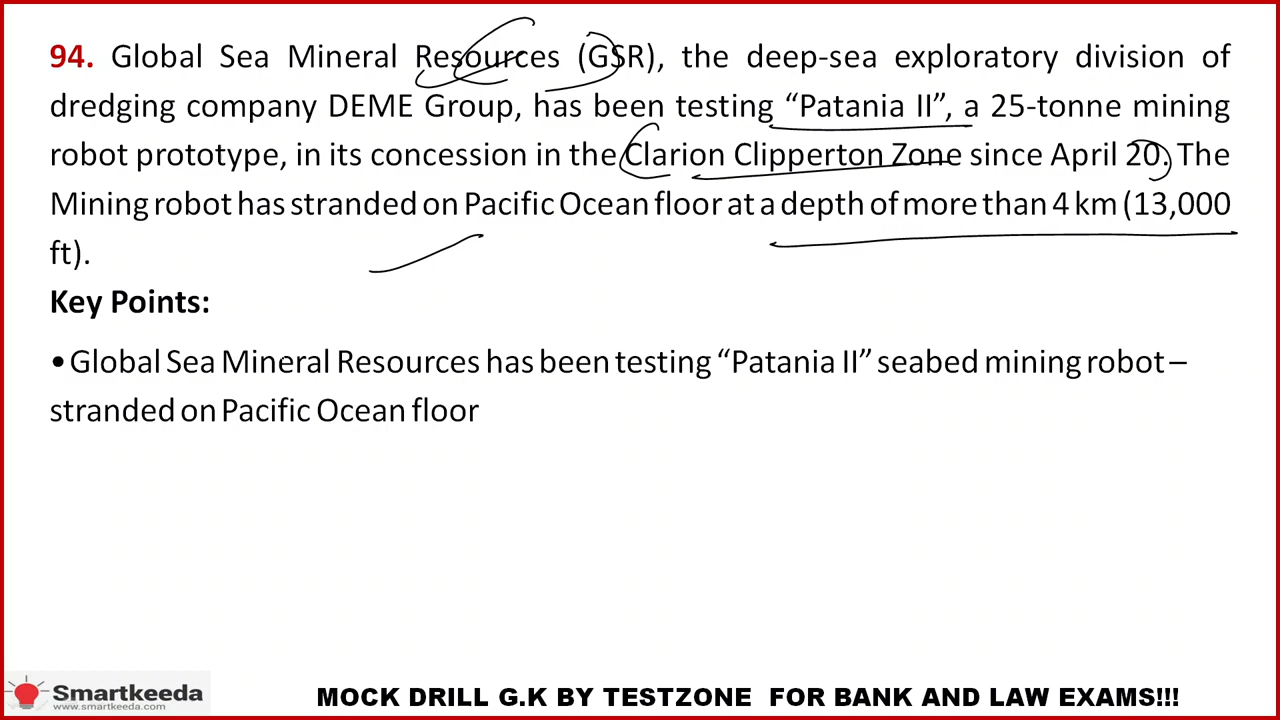 94. Global Sea Mineral Resources (GSR), the deep-sea exploratory division of
dredging company DEME Group, has been testing “Patania II”, a 25-tonne mining
robot prototype, in its concession in the Clarion Clipperton Zone since April 20. The
Mining robot has stranded on Pacific Ocean floor at a depth of more than 4 km (13,000
ft).
Key Points:
•Global Sea Mineral Resources has been testing “Patania II” seabed mining robot –
stranded on Pacific Ocean floor
Smartkeeda
www.smartkeeda.com
MOCK DRILL G.K BY TESTZONE FOR BANK AND LAW EXAMS!!!